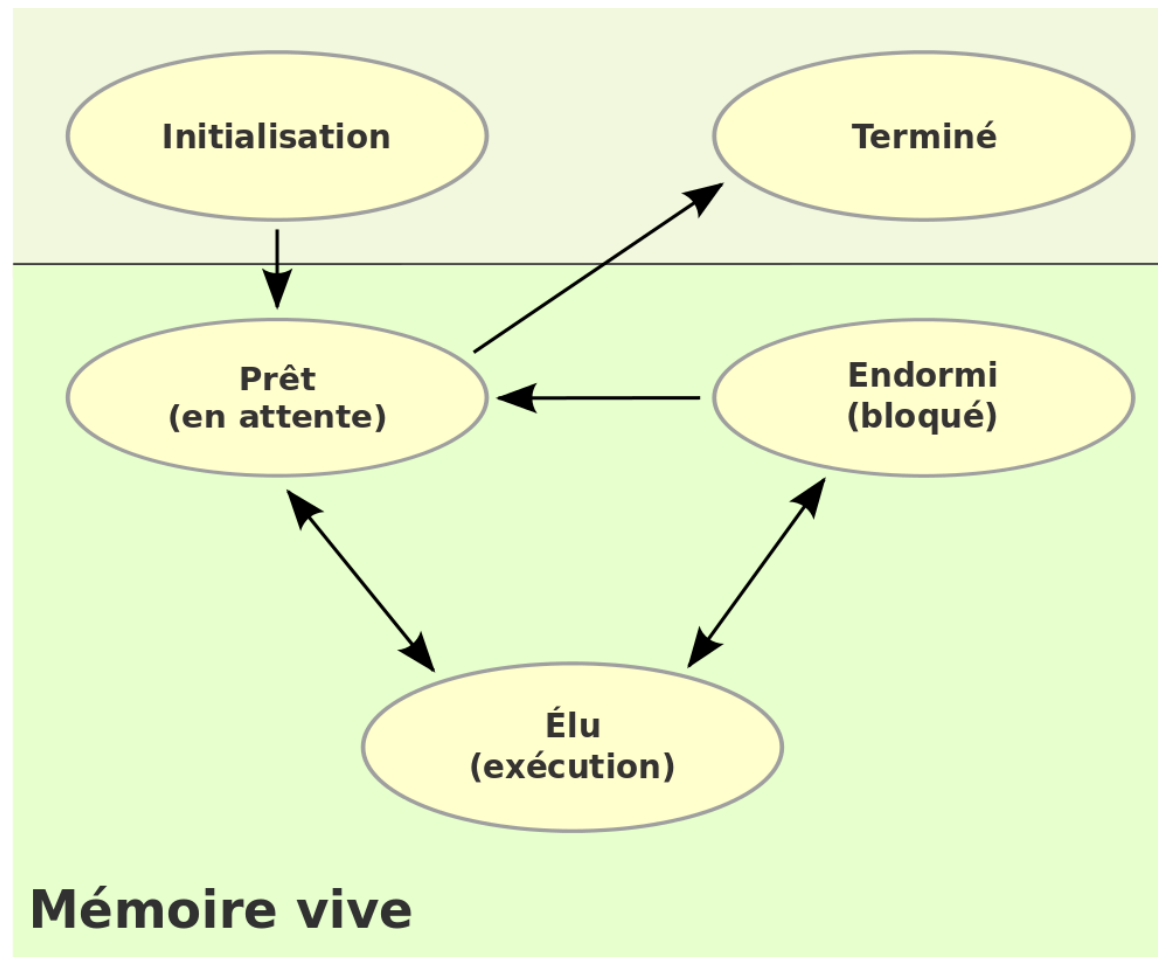 Initialisation
Terminé
Prêt
(en attente)
Endormi
(bloqué)
Élu
(exécution)
Mémoire vive